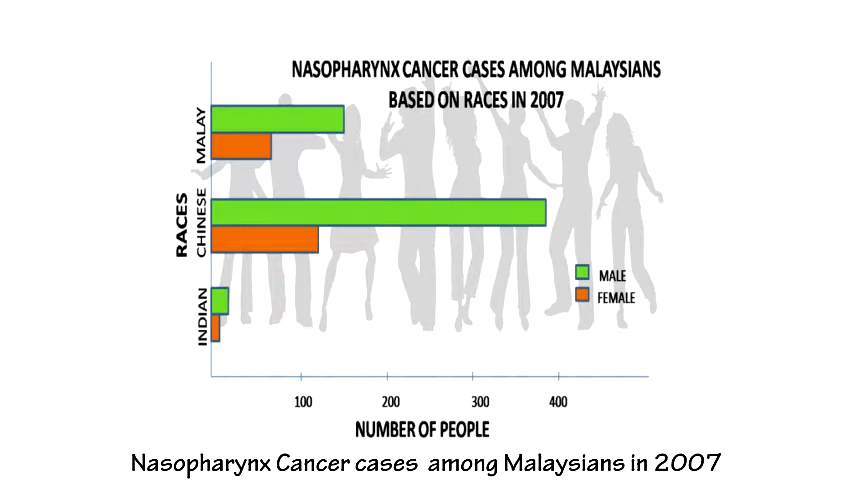 NASOPHARYNX CANCER CASES AMONG MALAYSIANS
BASED ON RACES IN 2007
RACES
MALAY
CHINESE
INDIAN
MALE
FEMALE
100 200 300 400
NUMBER OF PEOPLE
Nasopharynx Cancer cases among Malaysians in 2007